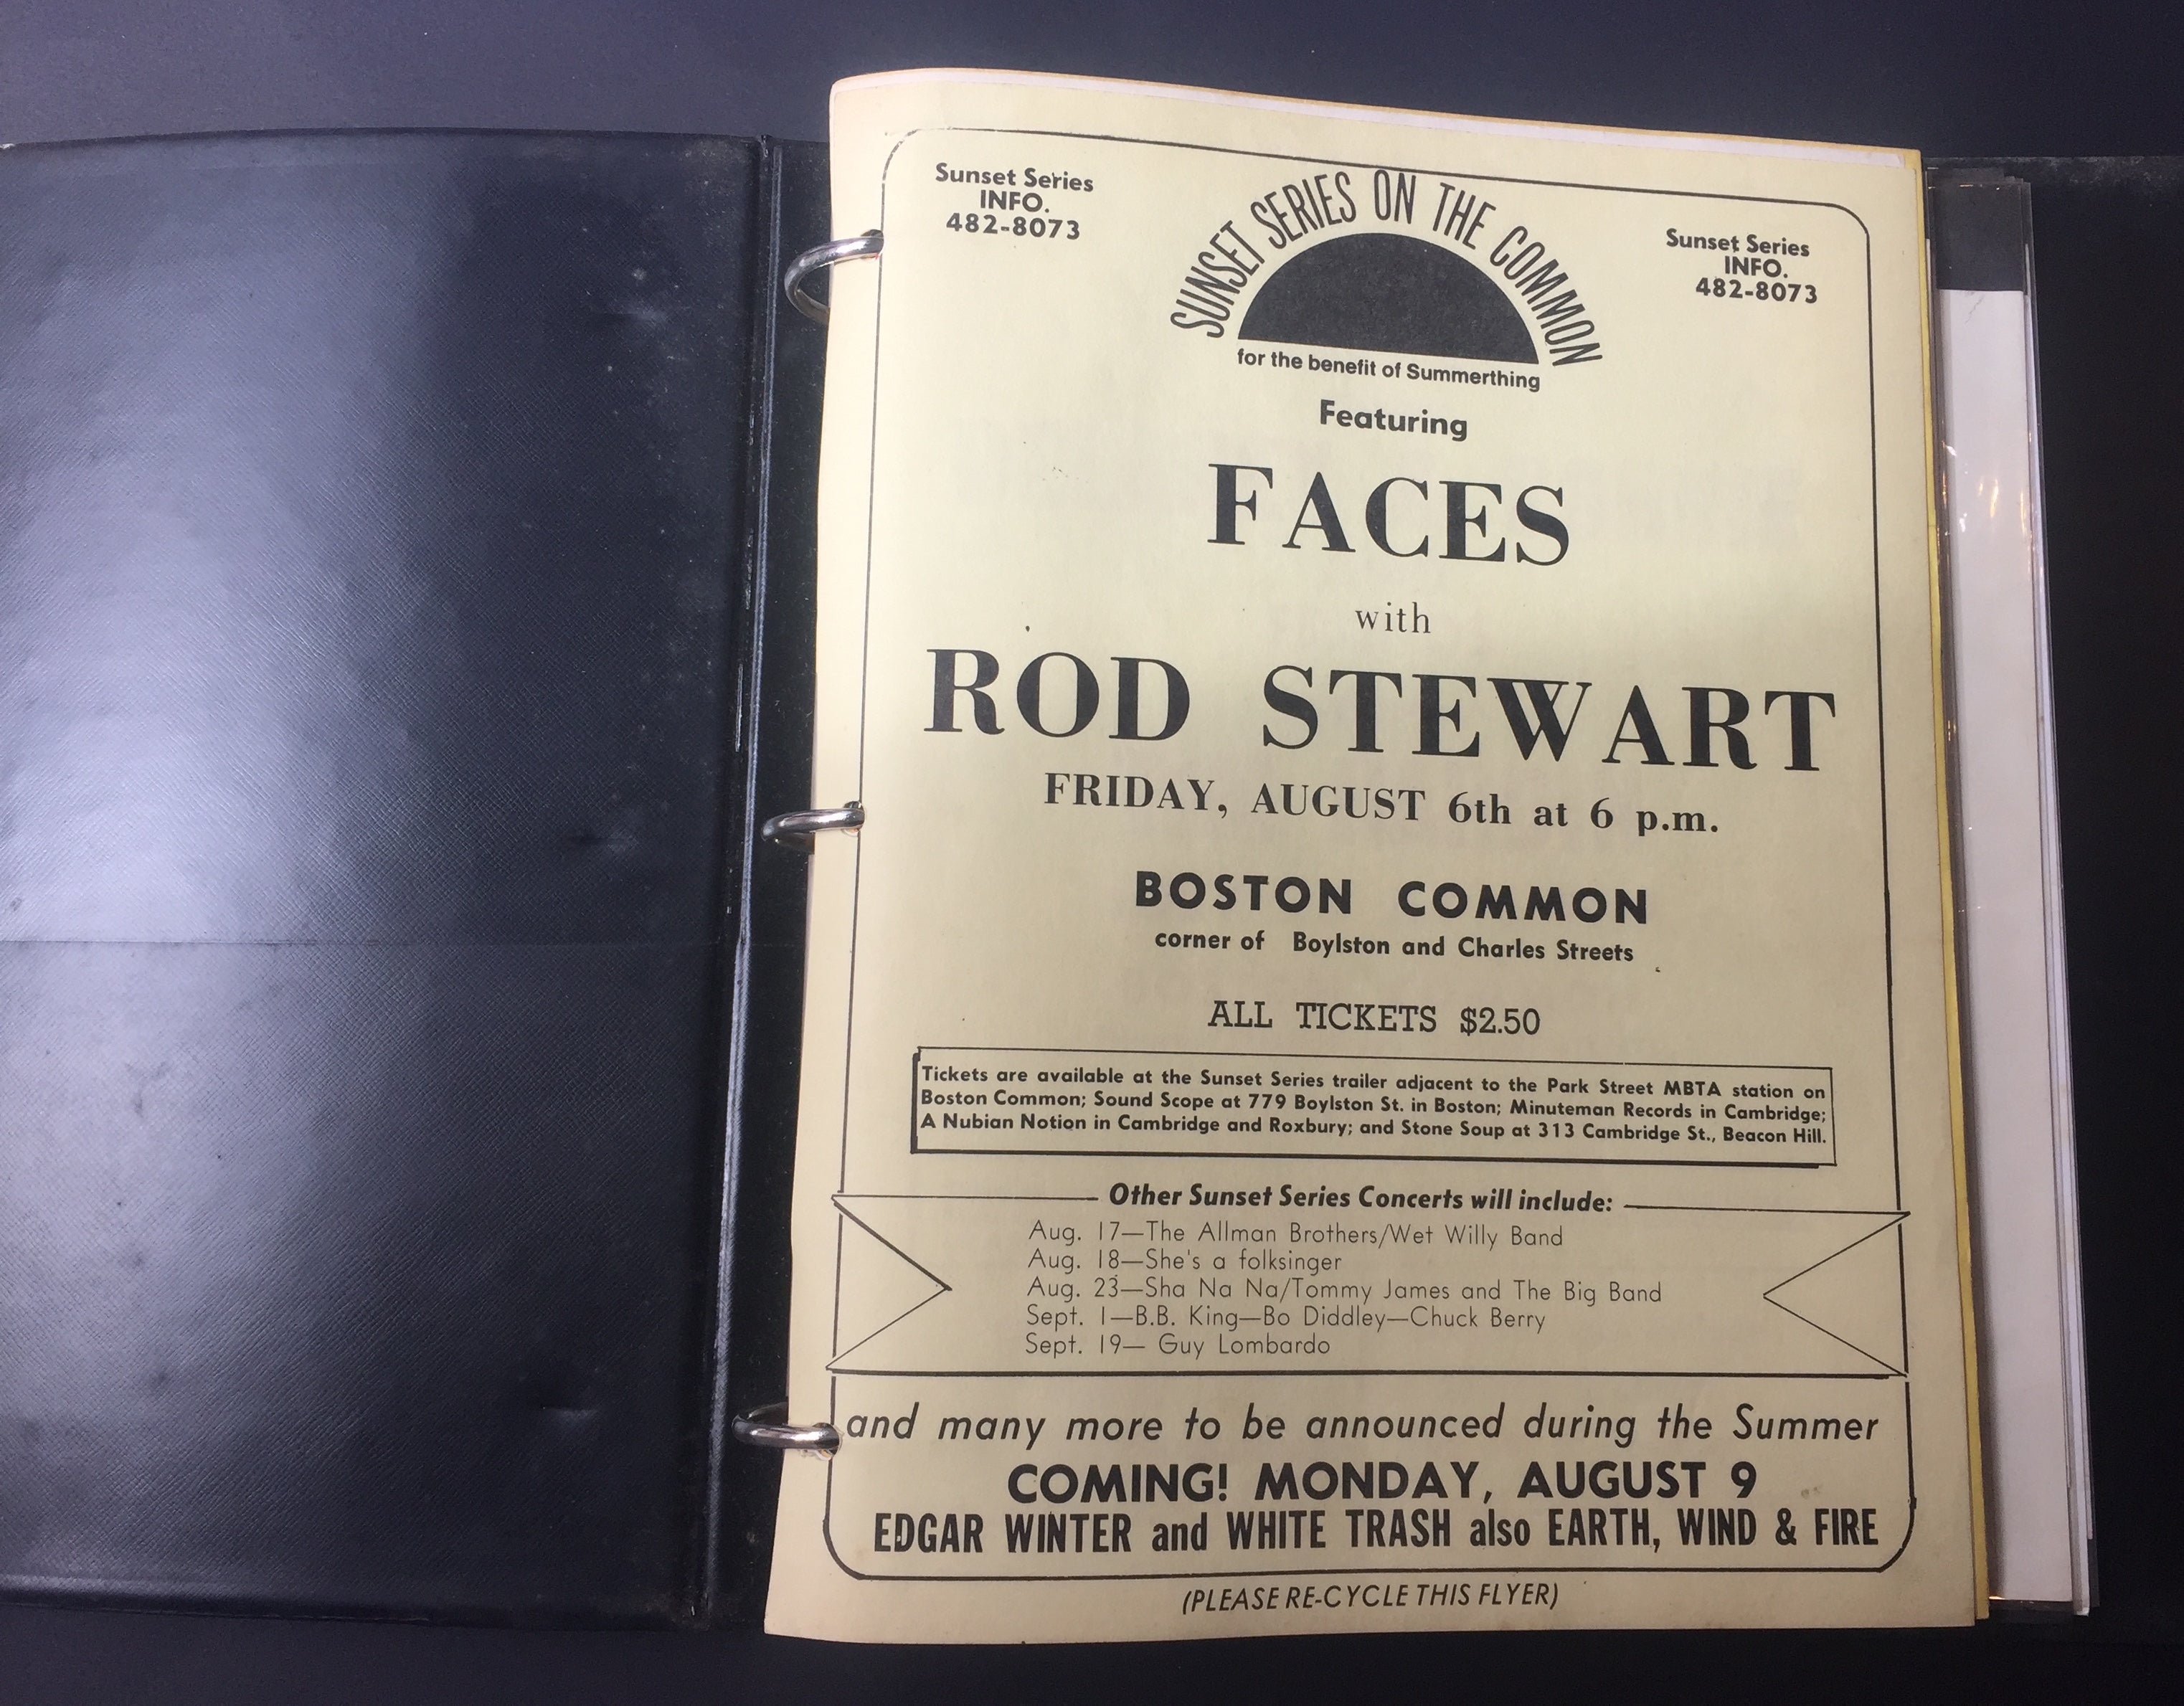 Sunset Series
INFO.
482-8073
SUNSET SERIES ON THE COMMON
Sunset Series
INFO.
482-8073
for the benefit of Summerthing
Featuring
FACES
with
ROD STEWART
FRIDAY, AUGUST 6th at 6 p.m.
BOSTON COMMON
corner of Boylston and Charles Streets
ALL TICKETS $2.50
Tickets are available at the Sunset Series trailer adjacent to the Park Street MBTA station on
Boston Common; Sound Scope at 779 Boylston St. in Boston; Minuteman Records in Cambridge;
A Nubian Notion in Cambridge and Roxbury; and Stone Soup at 313 Cambridge St., Beacon Hill.
Other Sunset Series Concerts will include:
Aug. 17—The Allman Brothers/Wet Willy Band
Aug. 18—She's a folksinger
Aug. 23—Sha Na Na/Tommy James and The Big Band
Sept. 1—B.B. King—Bo Diddley—Chuck Berry
Sept. 19— Guy Lombardo
and many more to be announced during the Summer
COMING! MONDAY, AUGUST 9
EDGAR WINTER and WHITE TRASH also EARTH, WIND & FIRE
(PLEASE RE-CYCLE THIS FLYER)